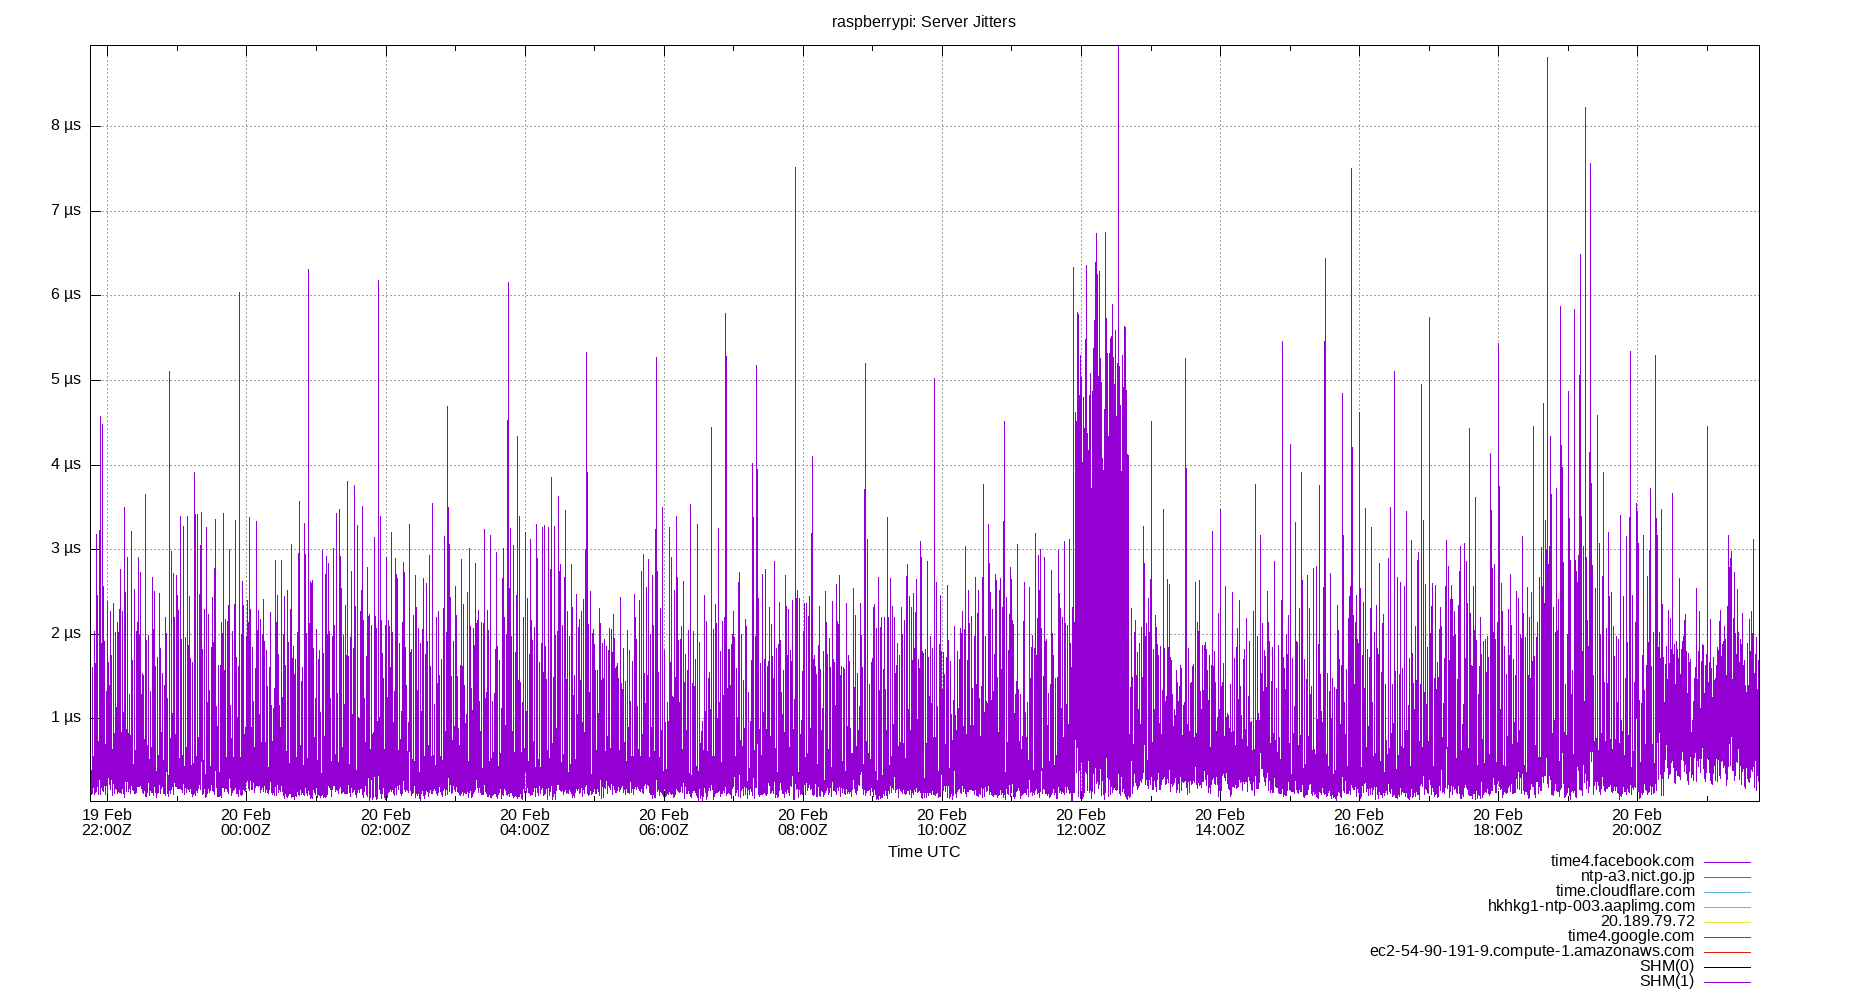 raspberrypi: Server Jitters
8 µs
7 µs
6 µs
5 µs
4 µs
3 µs
2 µs
1 µs
19 Feb 20 Feb 20 Feb 20 Feb 20 Feb 20 Feb 20 Feb 20 Feb 20 Feb 20 Feb 20 Feb 20 Feb
22:00Z 00:00Z 02:00Z 04:00Z 06:00Z 08:00Z 10:00Z 12:00Z 14:00Z 16:00Z 18:00Z 20:00Z
Time UTC
time4.facebook.com
ntp-a3.nict.go.jp
time.cloudflare.com
hkhkg1-ntp-003.aaplimg.com
20.189.79.72
time4.google.com
ec2-54-90-191-9.compute-1.amazonaws.com
SHM(0)
SHM(1)